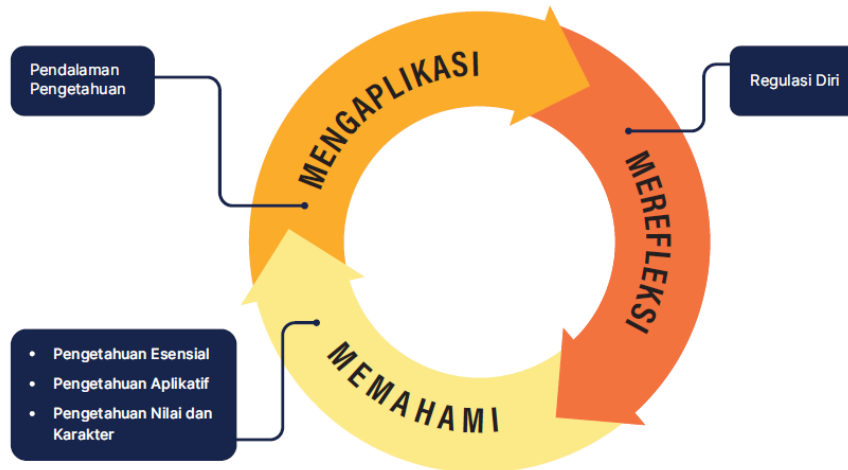 Pendalaman
Pengetahuan
MENGAPLIKASI
Regulasi Diri
MEREFLEKSI
• Pengetahuan Esensial
• Pengetahuan Aplikatif
• Pengetahuan Nilai dan
Karakter
MEMAHAMI